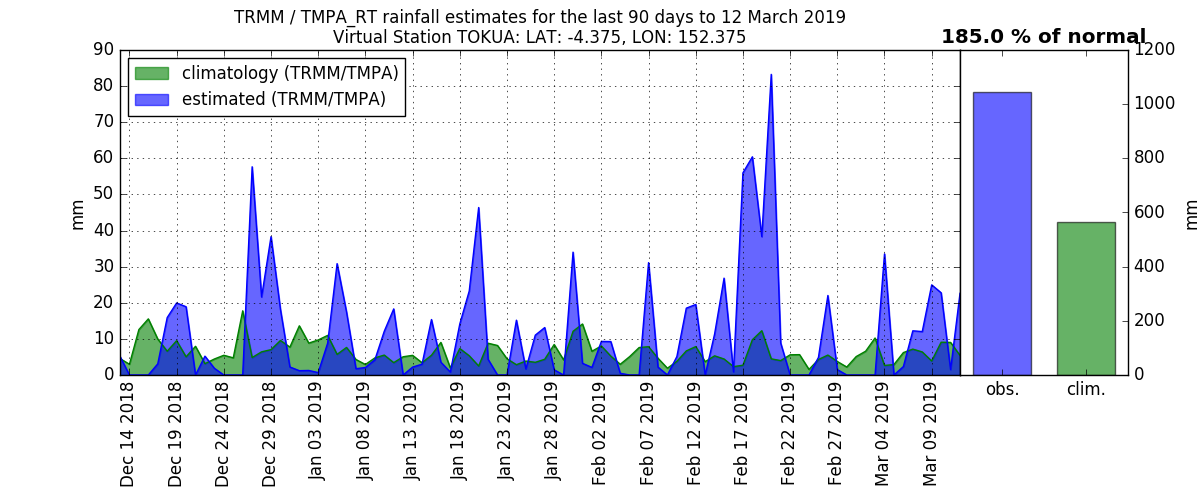 TRMM / TMPA_RT rainfall estimates for the last 90 days to 12 March 2019
Virtual Station TOKUA: LAT: -4.375, LON: 152.375
185.0 % of normal
climatology (TRMM/TMPA)
estimated (TRMM/TMPA)
mm
90
80
70
60
50
40
30
20
10
0
Dec 14 2018
Dec 19 2018
Dec 24 2018
Dec 29 2018
Jan 03 2019
Jan 08 2019
Jan 13 2019
Jan 18 2019
Jan 23 2019
Jan 28 2019
Feb 02 2019
Feb 07 2019
Feb 12 2019
Feb 17 2019
Feb 22 2019
Feb 27 2019
Mar 04 2019
Mar 09 2019
obs.
clim.
1200
1000
800
600
400
200
0
mm